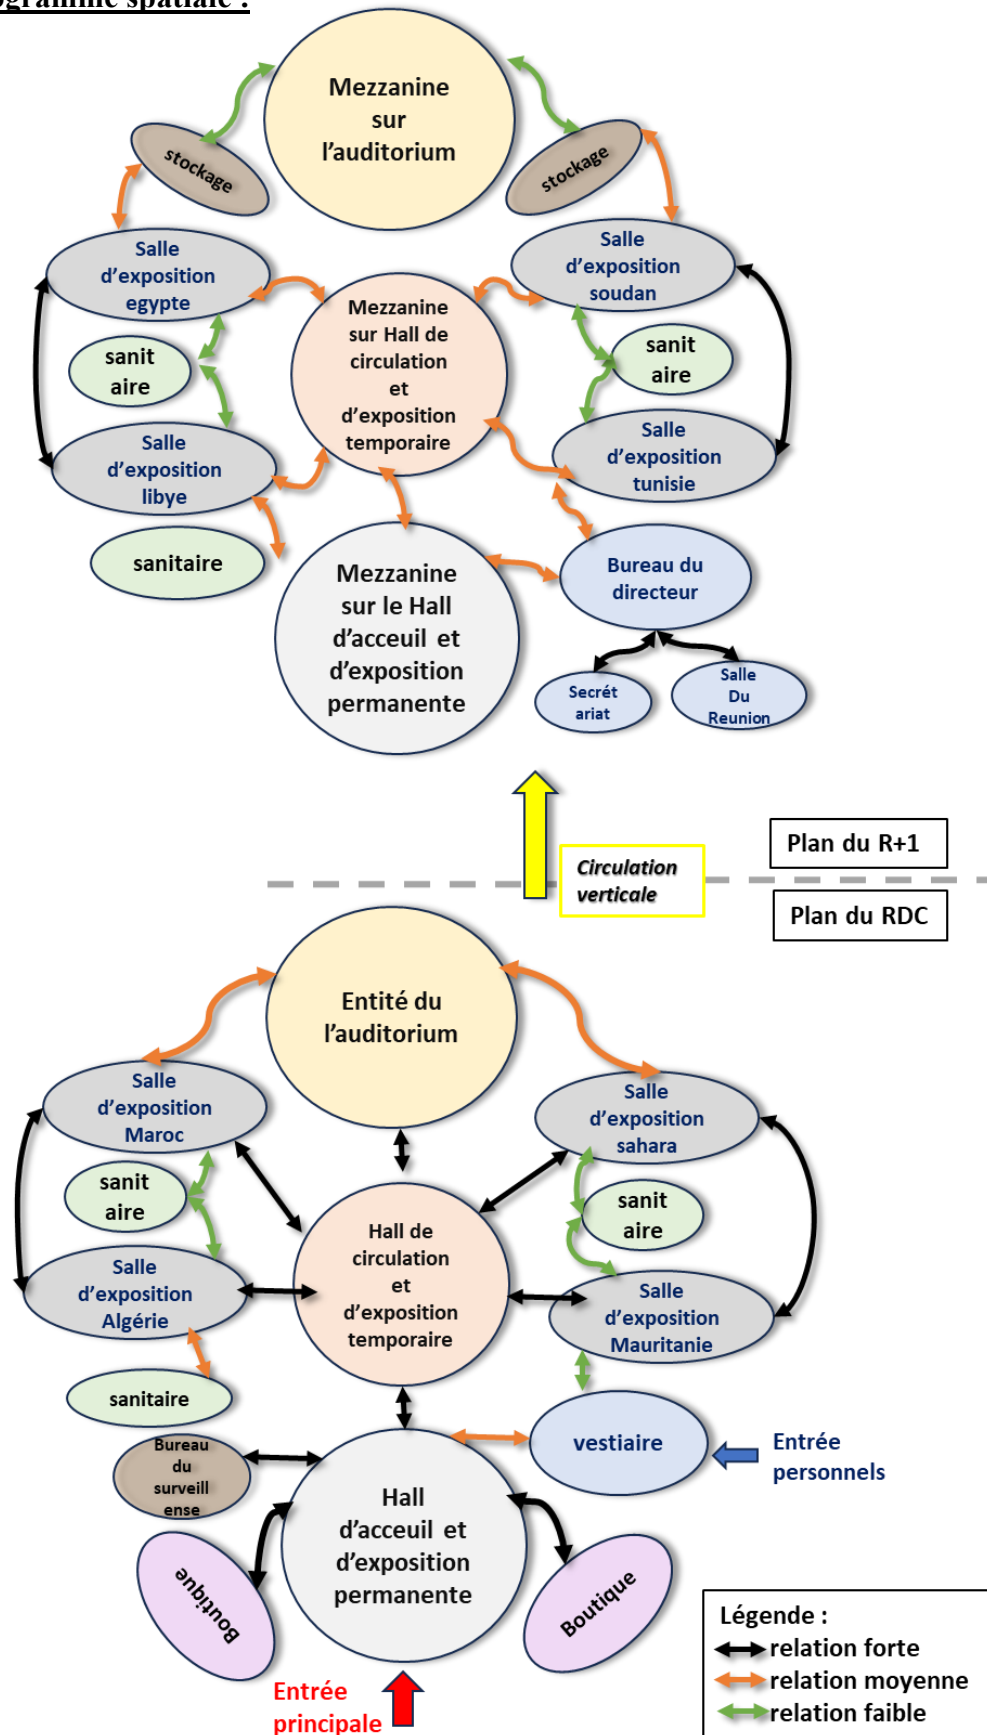 ogramme spatiale :
Mezzanine
sur
l’auditorium
stockage
stockage
Salle
d’exposition
egypte
Salle
d’exposition
soudan
Mezzanine
sur Hall de
circulation
et
d’exposition
temporaire
sanit
aire
sanit
aire
Salle
d’exposition
libye
Salle
d’exposition
tunisie
sanitaire
Mezzanine
sur le Hall
d’acceuil et
d’exposition
permanente
Bureau du
directeur
Secrét
ariat
Salle
Du
Reunion
Plan du R+1
Circulation
verticale
Plan du RDC
Entité du
l’auditorium
Salle
d’exposition
Maroc
Salle
d’exposition
sahara
sanit
aire
sanit
aire
Hall de
circulation
et
d’exposition
temporaire
Salle
d’exposition
Algérie
Salle
d’exposition
Mauritanie
sanitaire
vestiaire
Entrée
personnels
Bureau
du
surveill
ense
Hall
d’acceuil et
d’exposition
permanente
Boutique
Boutique
Entrée
principale
Légende :
relation forte
relation moyenne
relation faible